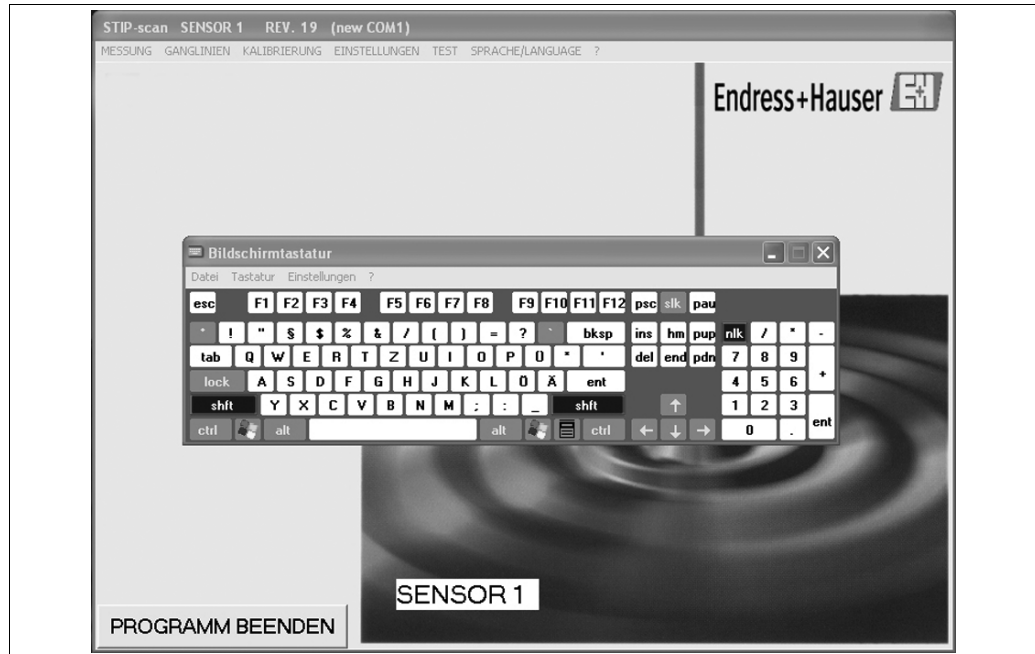 STIP-scan SENSOR 1 REV. 19 (new COM1)
MESSUNG GANGLINIEN KALIBRIERUNG EINSTELLUNGEN TEST SPRACHE/LANGUAGE ?
Endress+Hauser
Bildschirmtastatur
Datei Tastatur Einstellungen ?
esc F1 F2 F3 F4 F5 F6 F7 F8 F9 F10 F11 F12 psc slk pau
° ! " § $ % & / ( ) = ? ` bksp ins hm pup nlk / * -
tab Q W E R T Z U I O P Ü * ' del end pdn 7 8 9 +
lock A S D F G H J K L Ö Ä ent 4 5 6
shft Y X C V B N M ; : _ shft ↑ 1 2 3 ent
ctrl alt alt ctrl ← ↓ → 0 .
SENSOR 1
PROGRAMM BEENDEN